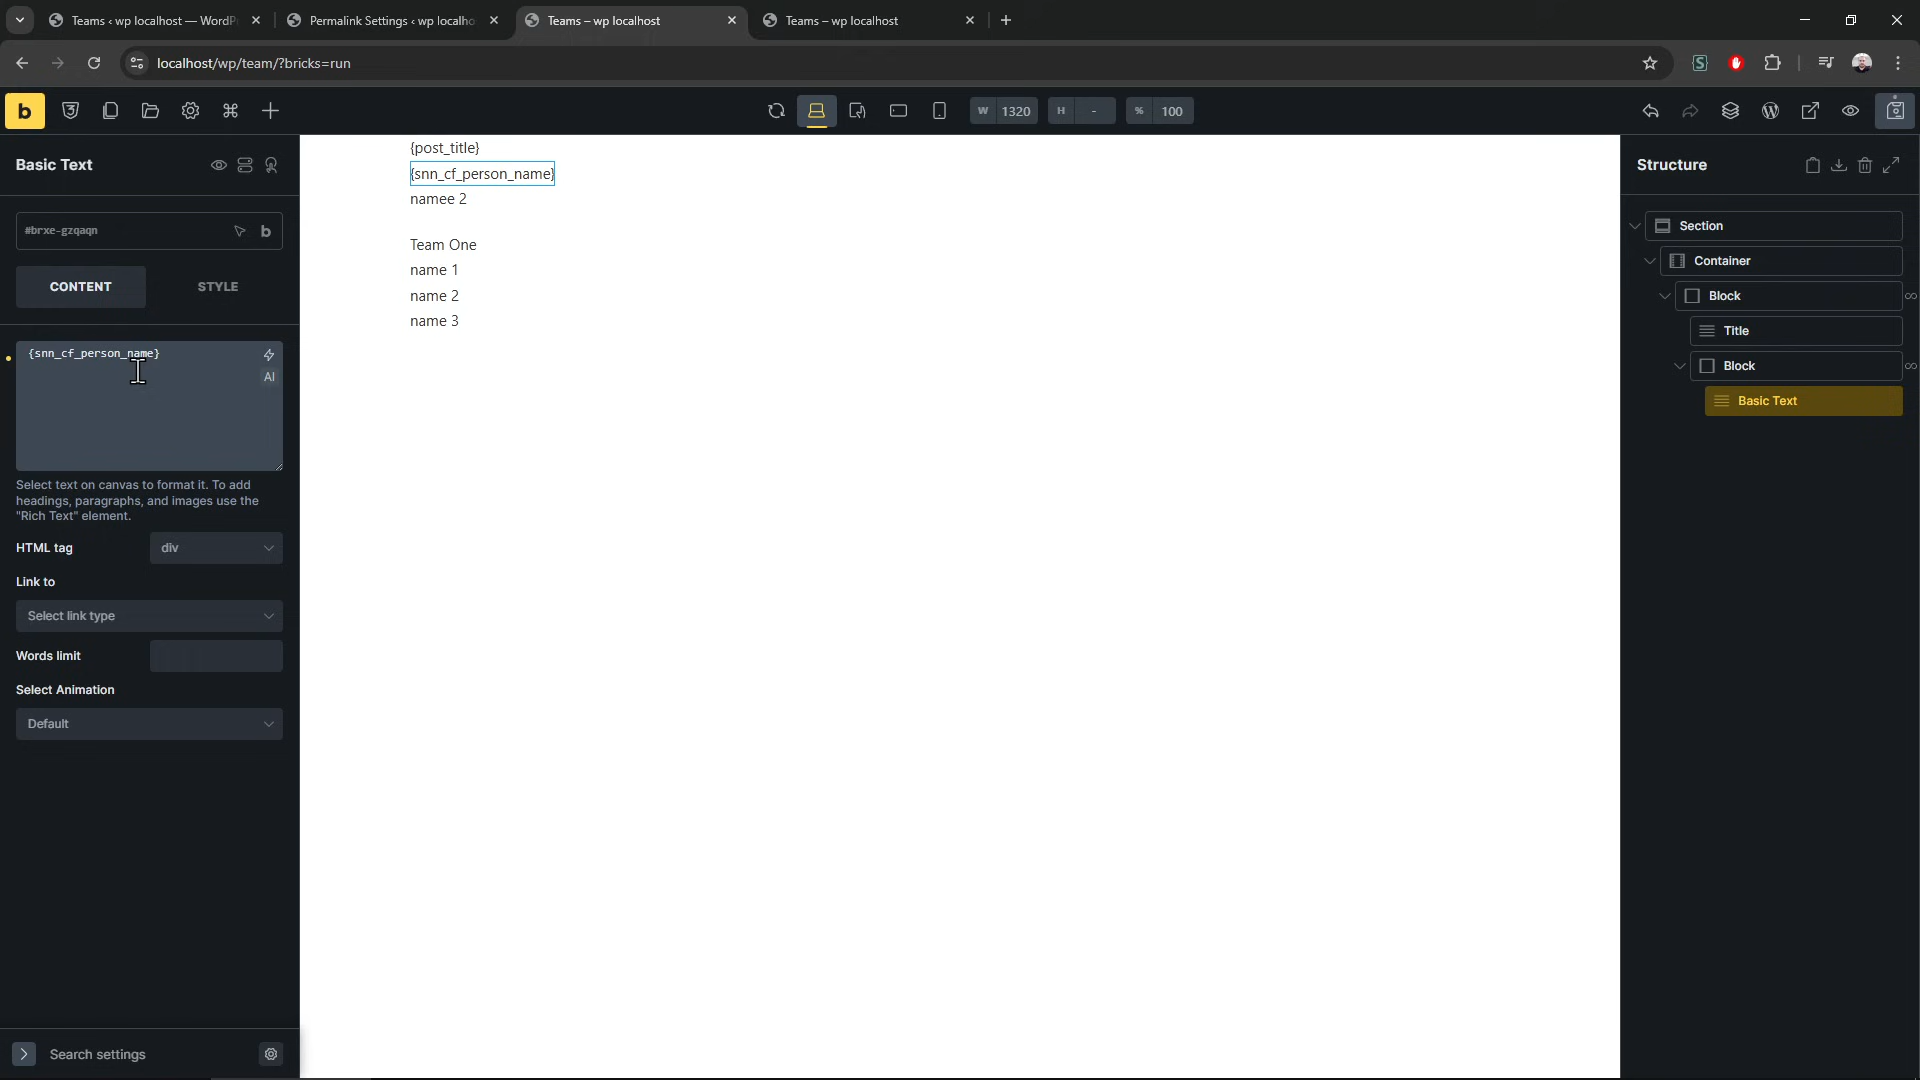 Teams ‹ wp localhost — WordP
Permalink Settings ‹ wp localho
Teams – wp localhost
Teams – wp localhost
localhost/wp/team/?bricks=run
S
b
W 1320
H -
% 100
Basic Text
#brxe-gzqaqn
b
CONTENT
STYLE
{snn_cf_person_name}
AI
Select text on canvas to format it. To add
headings, paragraphs, and images use the
"Rich Text" element.
HTML tag
div
Link to
Select link type
Words limit
Select Animation
Default
Search settings
{post_title}
{snn_cf_person_name}
namee 2
Team One
name 1
name 2
name 3
Structure
Section
Container
Block
Title
Block
Basic Text